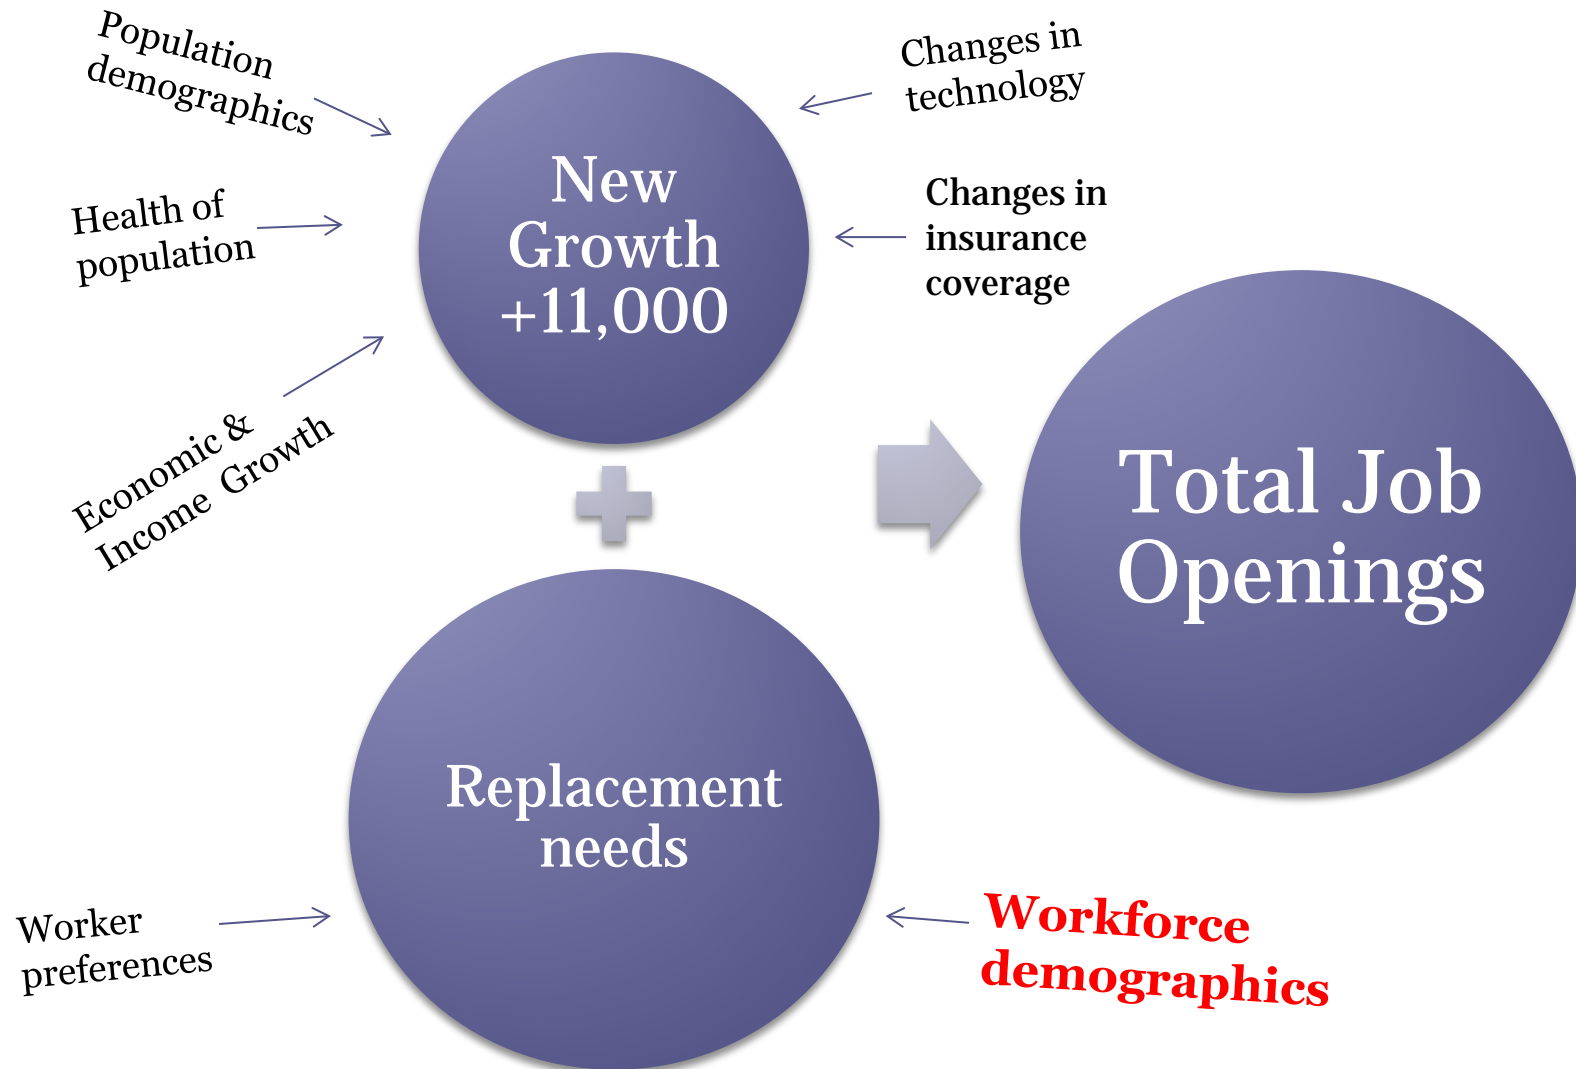 Population
demographics
Health of
population
Economic &
Income Growth
New
Growth
+11,000
Changes in
technology
Changes in
insurance
coverage
Total Job
Openings
Replacement
needs
Worker
preferences
Workforce
demographics